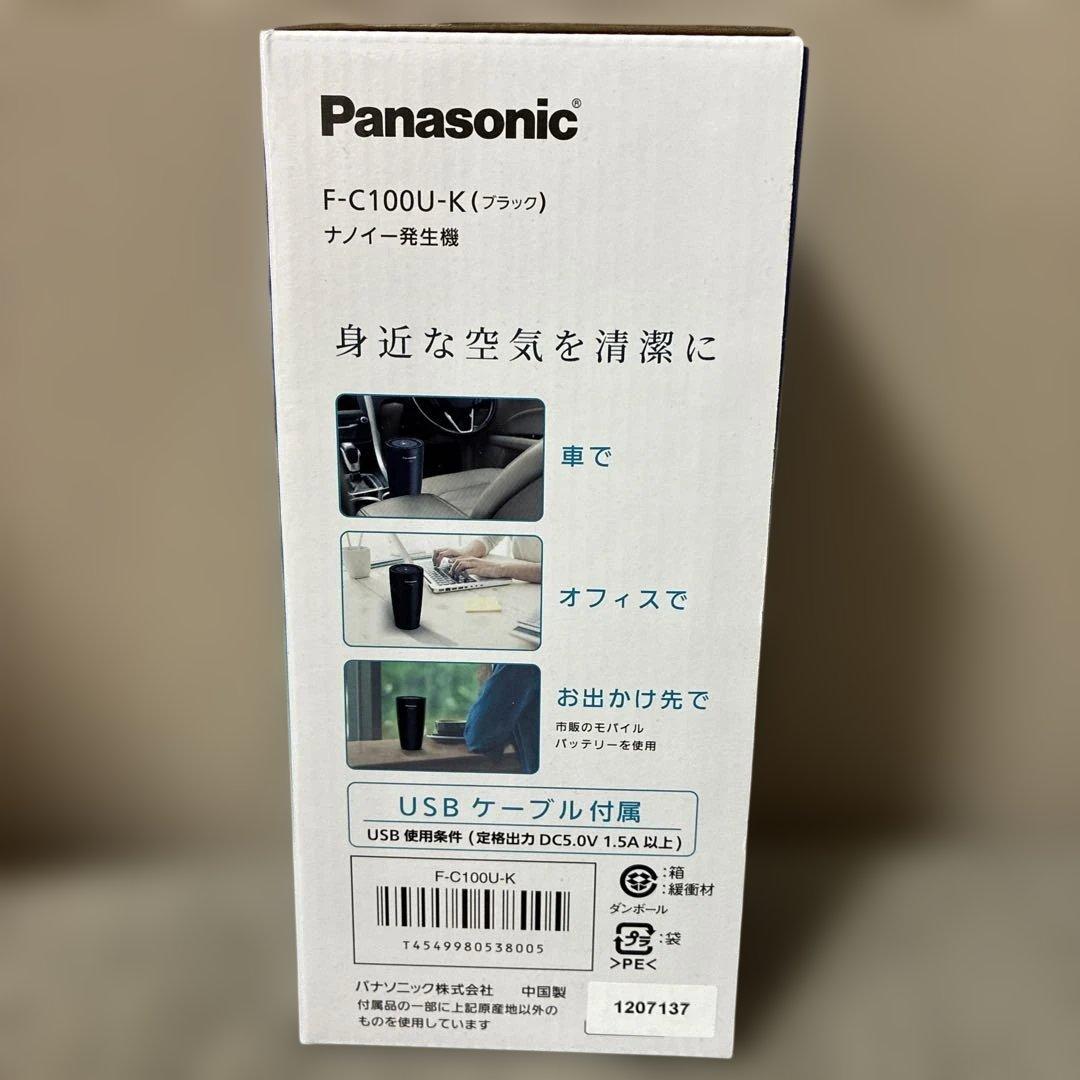 Panasonic®
F-C100U-K(ブラック)
ナノイー発生機
身近な空気を清潔に
Panasonic
車で
Panasonic
オフィスで
Panasonic
お出かけ先で
市販のモバイル
バッテリーを使用
USB ケーブル付属
USB 使用条件 (定格出力 DC5.0V 1.5A 以上)
F-C100U-K
T4549980538005
:箱
:緩衝材
ダンボール
プラ
:袋
>PE<
パナソニック株式会社 中国製
付属品の一部に上記原産地以外の
ものを使用しています
1207137